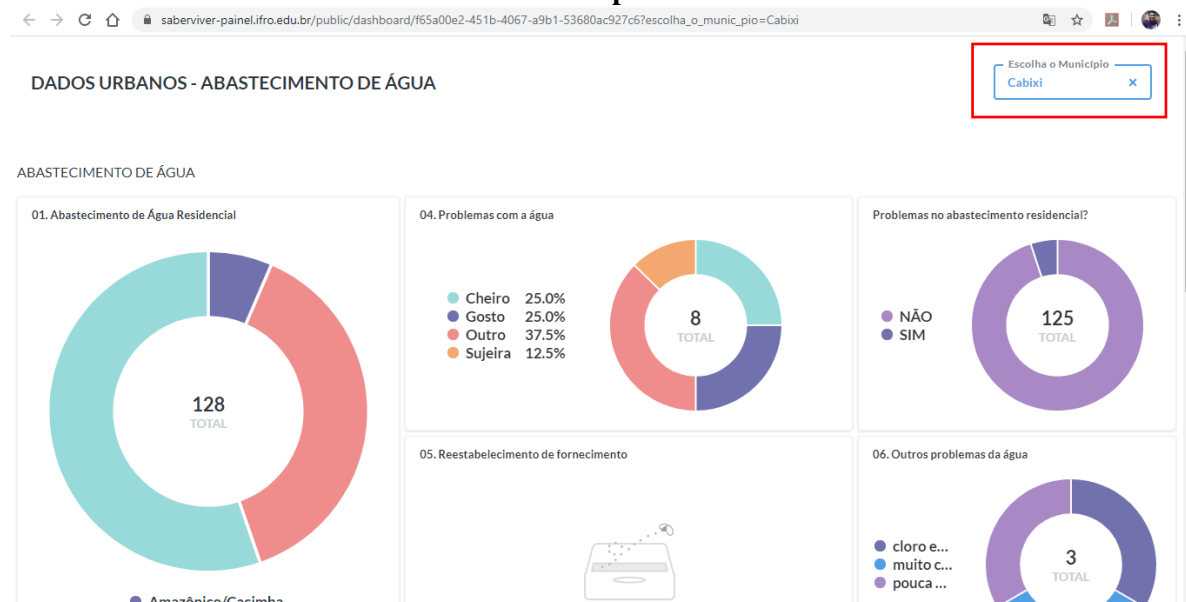 saberviver-painel.ifro.edu.br/public/dashboard/f65a00e2-451b-4067-a9b1-53680ac927c6?escolha_o_munic_pio=Cabixi
DADOS URBANOS - ABASTECIMENTO DE ÁGUA
Escolha o Município
Cabixi
ABASTECIMENTO DE ÁGUA
01. Abastecimento de Água Residencial
128
TOTAL
Amazônico/Cacimba
04. Problemas com a água
Cheiro 25.0%
Gosto 25.0%
Outro 37.5%
Sujeira 12.5%
8
TOTAL
Problemas no abastecimento residencial?
NÃO
SIM
125
TOTAL
05. Reestabelecimento de fornecimento
06. Outros problemas da água
cloro e...
muito c...
pouca ...
3
TOTAL